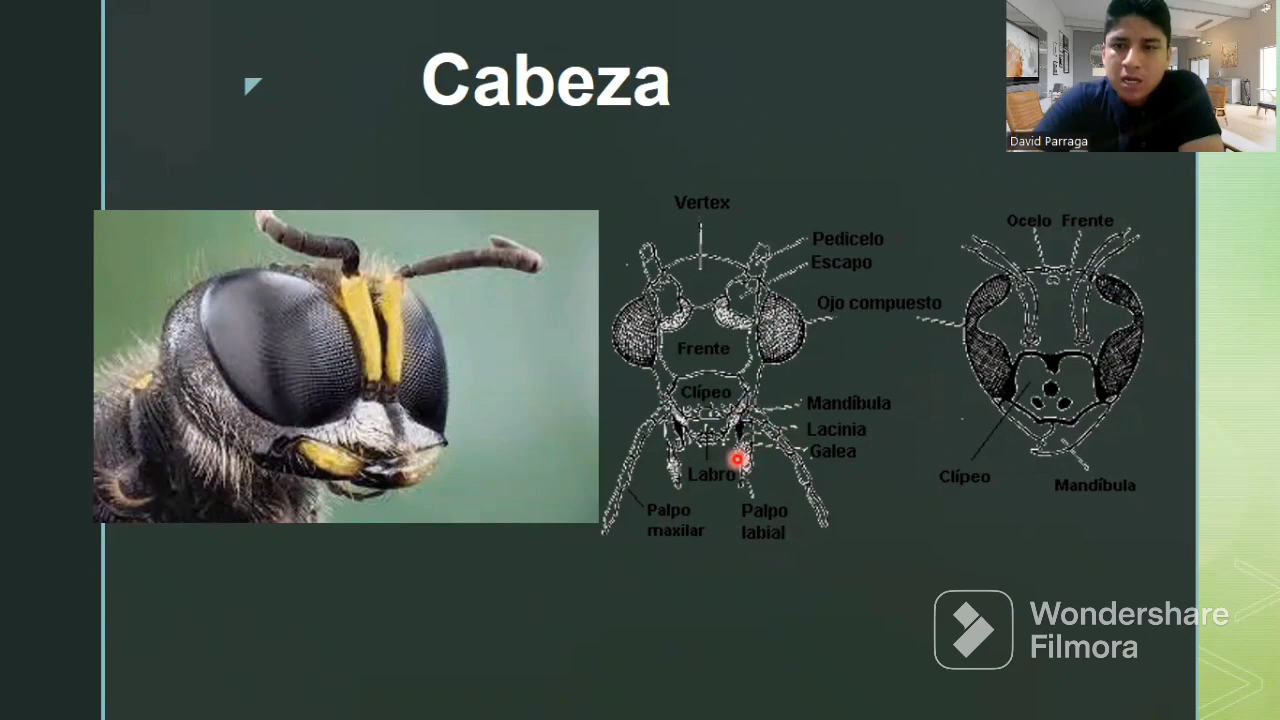 Cabeza
David Parraga
Vertex
Pedicelo
Escapo
Ojo compuesto
Frente
Clípeo
Mandíbula
Lacinia
Galea
Labro
Palpo
maxilar
Palpo
labial
Ocelo Frente
Clípeo
Mandíbula
Wondershare
Filmora